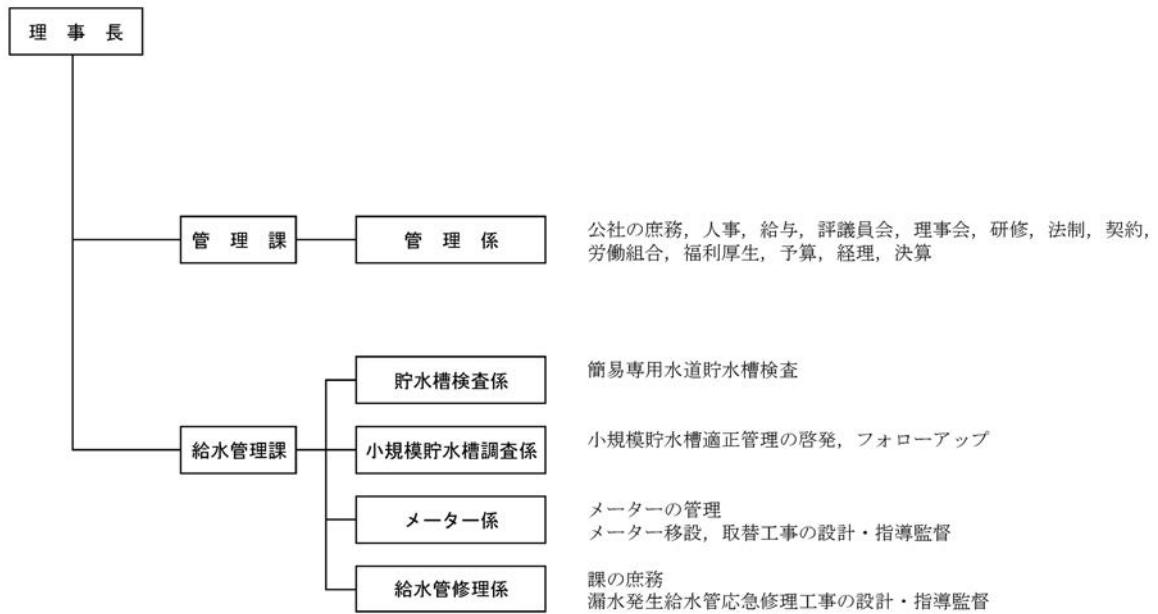 理事長
管理課
管理係
公社の庶務，人事，給与，評議員会，理事会，研修，法制，契約，
労働組合，福利厚生，予算，経理，決算
給水管理課
貯水槽検査係
簡易専用水道貯水槽検査
小規模貯水槽調査係
小規模貯水槽適正管理の啓発，フォローアップ
メーター係
メーターの管理
メーター移設，取替工事の設計・指導監督
給水管修理係
課の庶務
漏水発生給水管応急修理工事の設計・指導監督